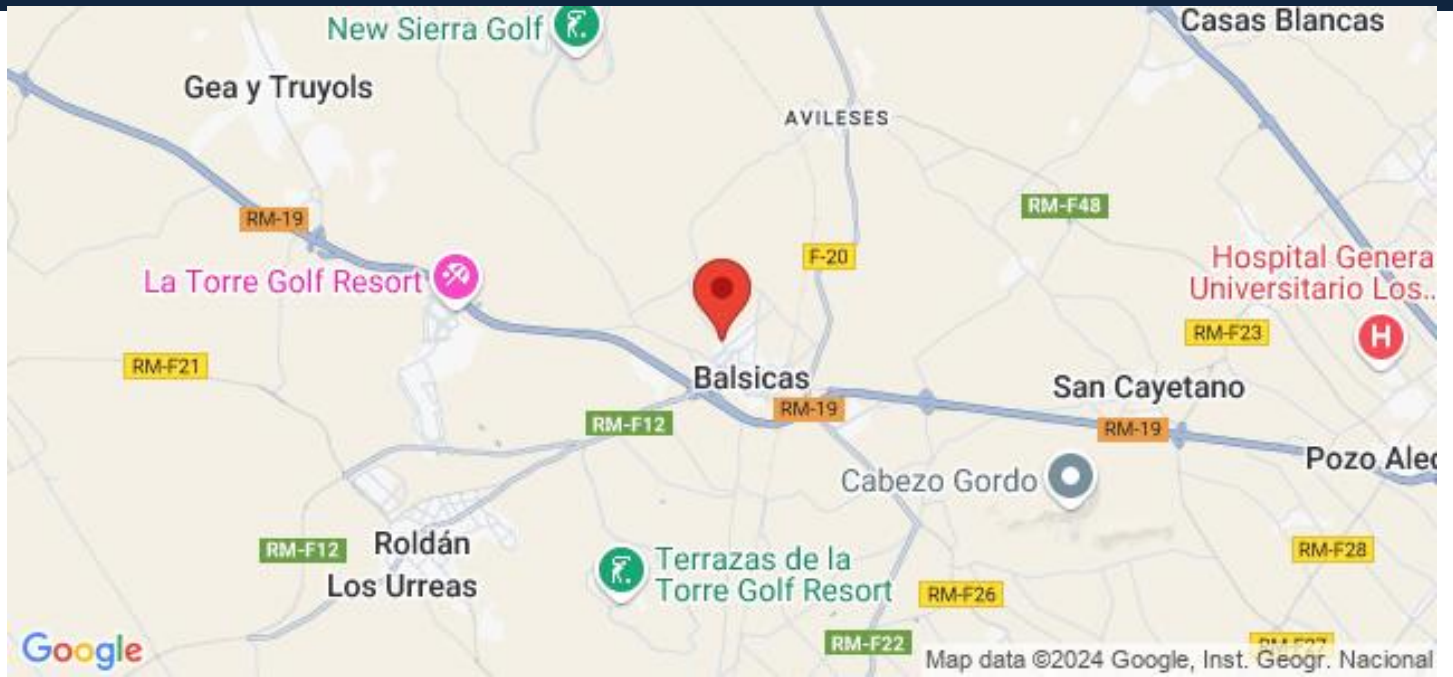 New Sierra Golf
Casas Blancas
Gea y Truyols
AVILESES
RM-19
RM-F48
F-20
Hospital Genera
Universitario Los...
La Torre Golf Resort
RM-F23
H
RM-F21
Balsicas
San Cayetano
RM-19
RM-F12
RM-19
Pozo Alec
Cabezo Gordo
RM-F12
Roldán
Los Urreas
RM-F28
Terrazas de la
Torre Golf Resort
RM-F26
RM-F22
RM-F27
Google
Map data ©2024 Google, Inst. Geogr. Nacional